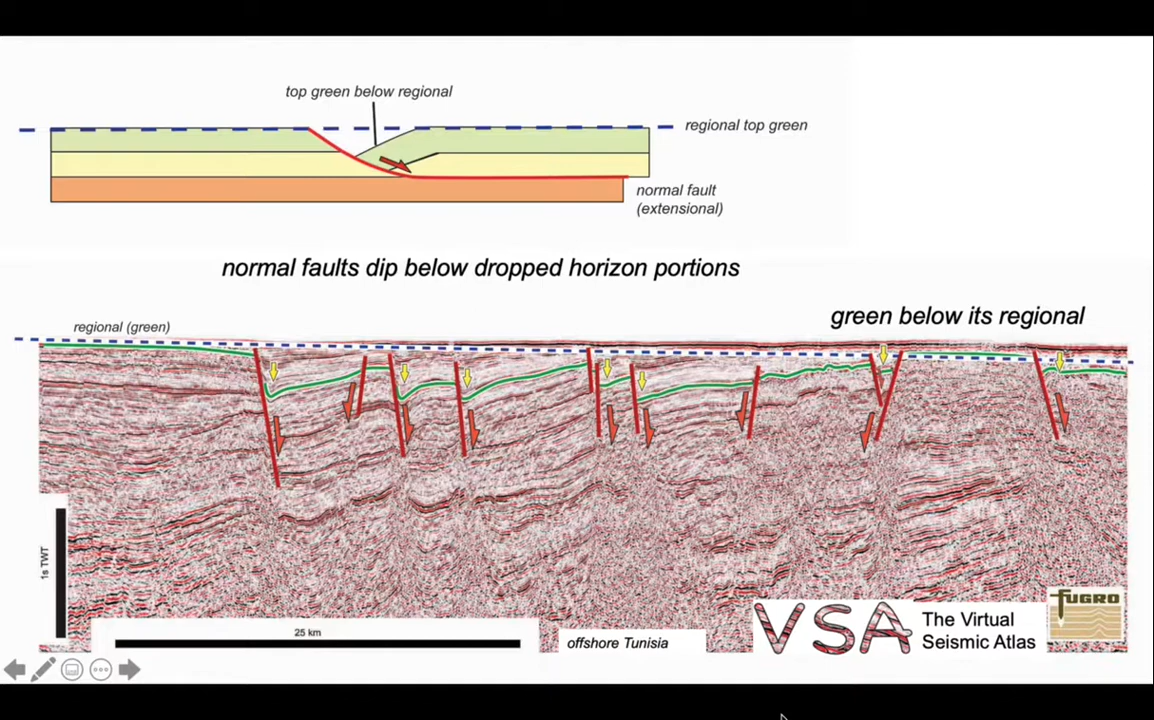 top green below regional
regional top green
normal fault
(extensional)
normal faults dip below dropped horizon portions
green below its regional
regional (green)
1s TWT
25 km
offshore Tunisia
VSA
The Virtual
Seismic Atlas
FUGRO